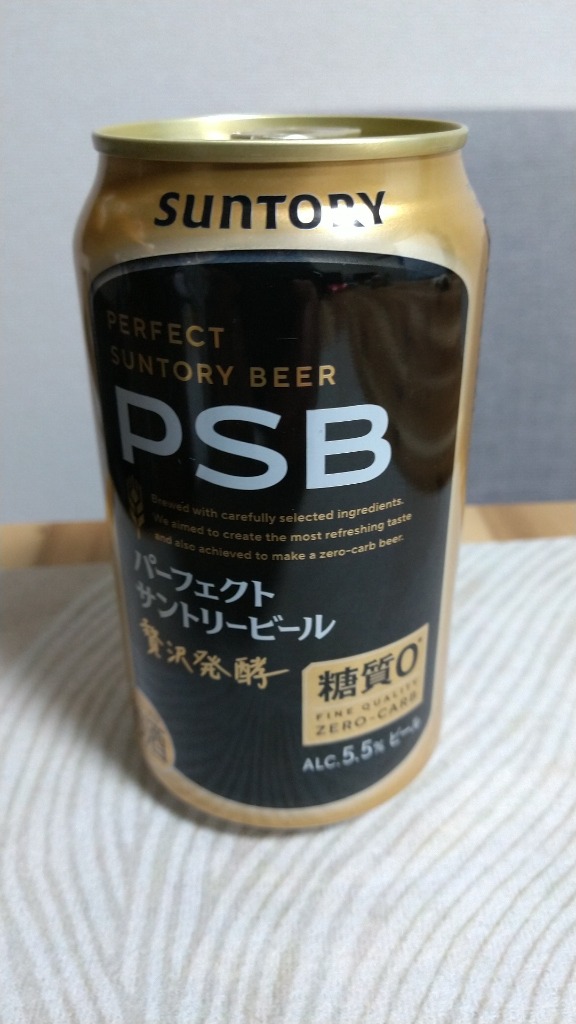 SUNTORY
PERFECT
SUNTORY BEER
PSB
Brewed with carefully selected ingredients.
We aimed to create the most refreshing taste
and also achieved to make a zero-carb beer.
パーフェクト
サントリービール
贅沢発酵
糖質0*
FINE QUALITY
ZERO-CARB
酒
ALC.5.5% ビール